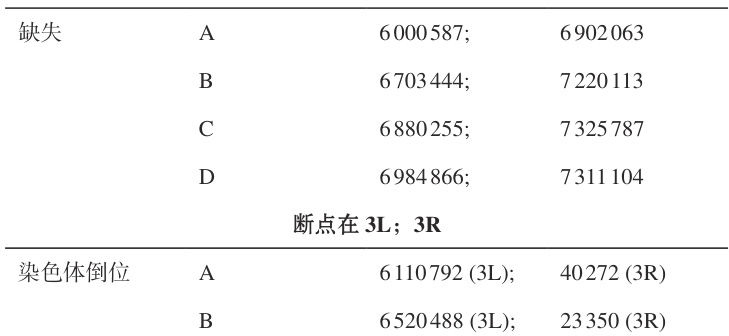 缺失 A 6 000 587; 6 902 063
B 6 703 444; 7 220 113
C 6 880 255; 7 325 787
D 6 984 866; 7 311 104
断点在 3L；3R
染色体倒位 A 6 110 792 (3L); 40 272 (3R)
B 6 520 488 (3L); 23 350 (3R)